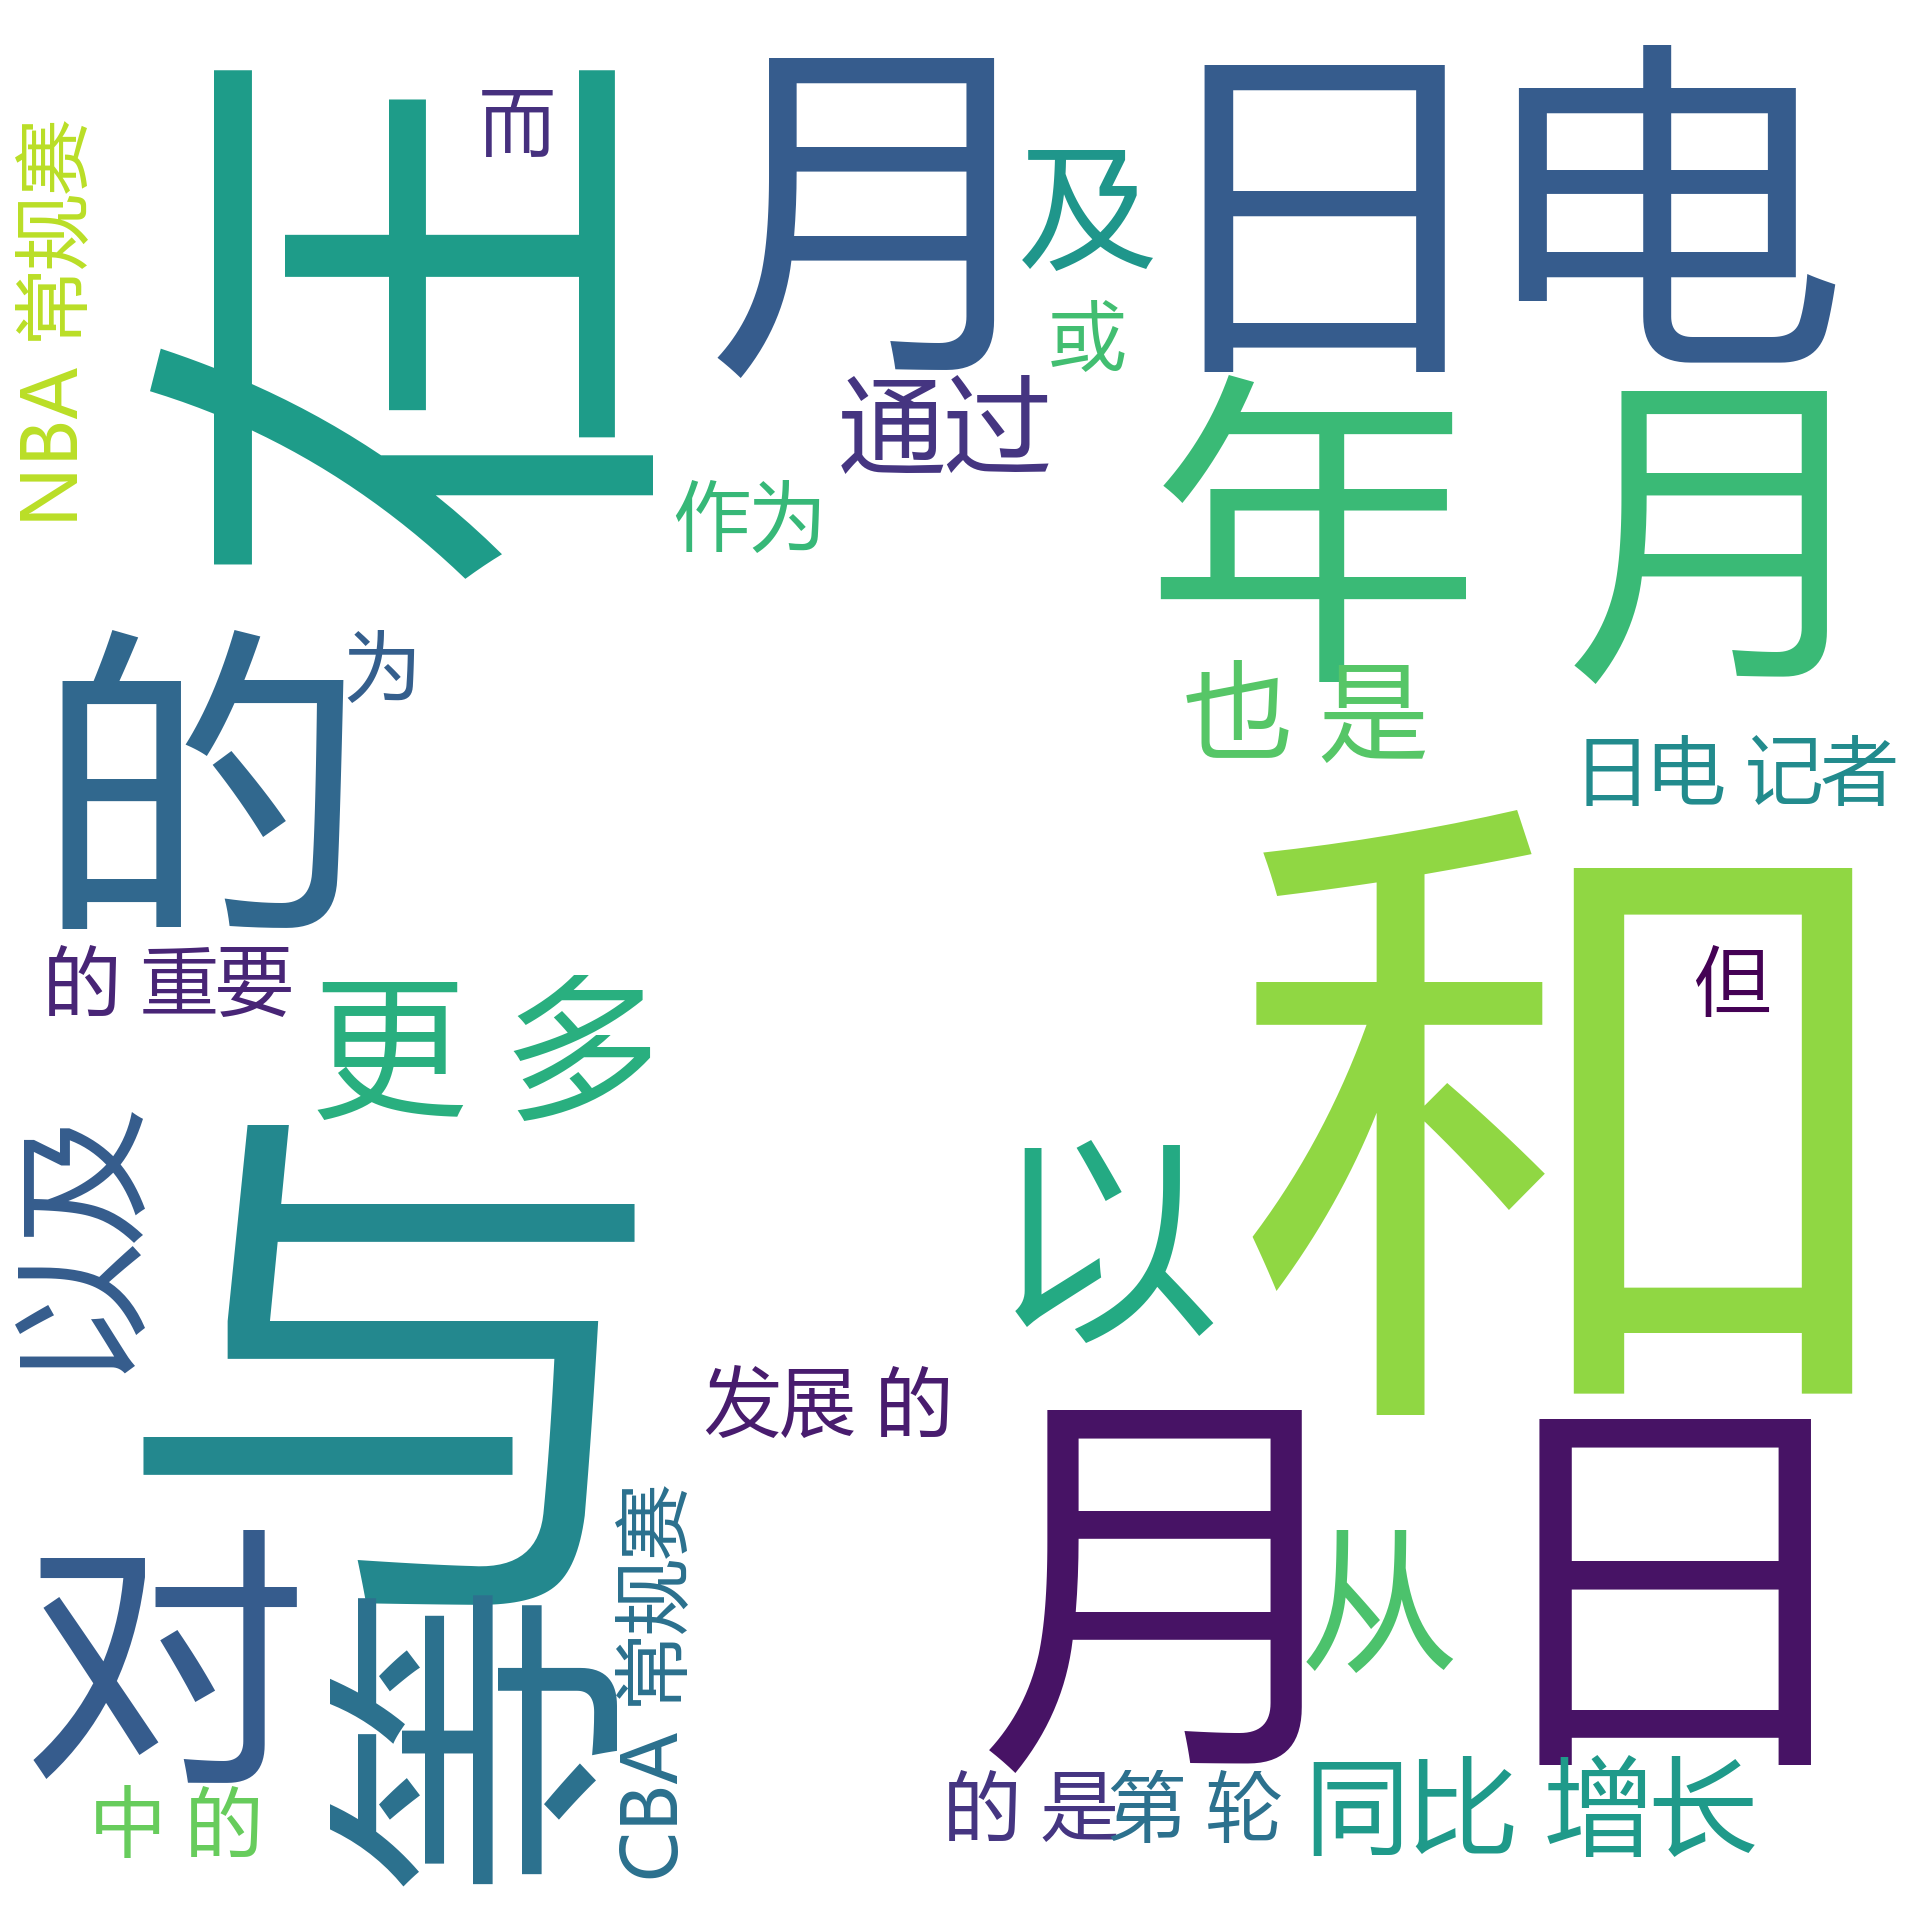 在
而
月 日电
及
NBA 常规赛
或
通过
年 月
作为
的
为
也 是
日电 记者
和
但
的 重要
更 多
以及
与
以
发展 的
月 日
从
对
等
CBA 常规赛
中 的
的 是
第 轮
同比 增长